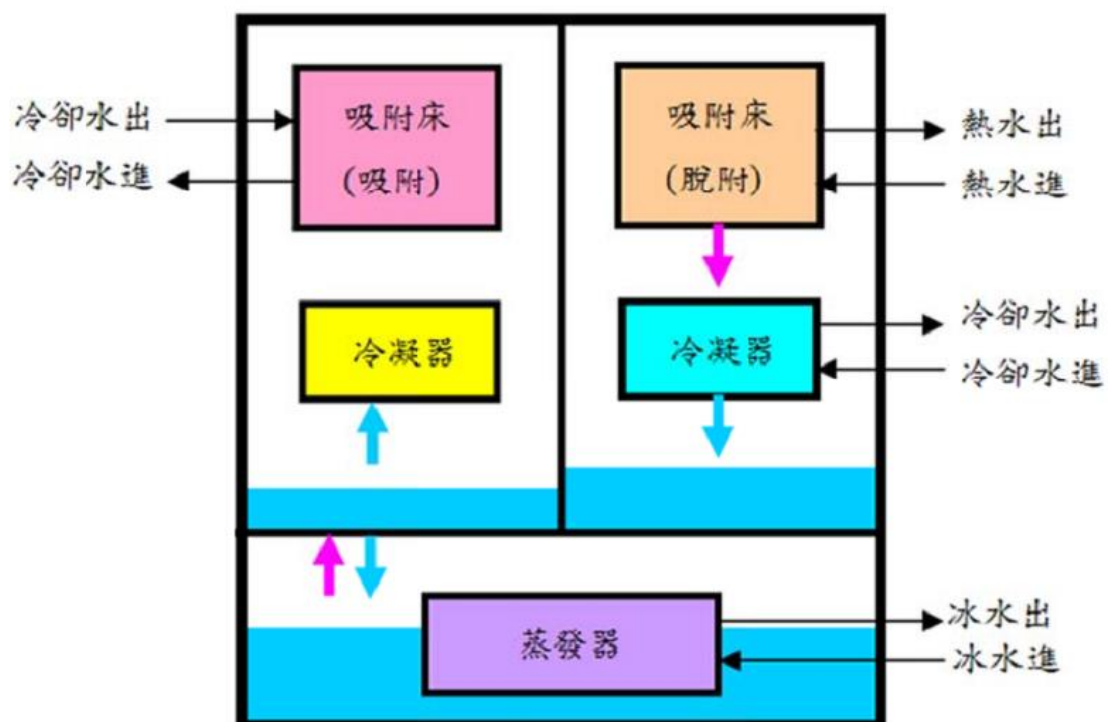 冷卻水出
冷卻水進
吸附床
(吸附)
吸附床
(脫附)
熱水出
熱水進
冷凝器
冷凝器
冷卻水出
冷卻水進
蒸發器
冰水出
冰水進